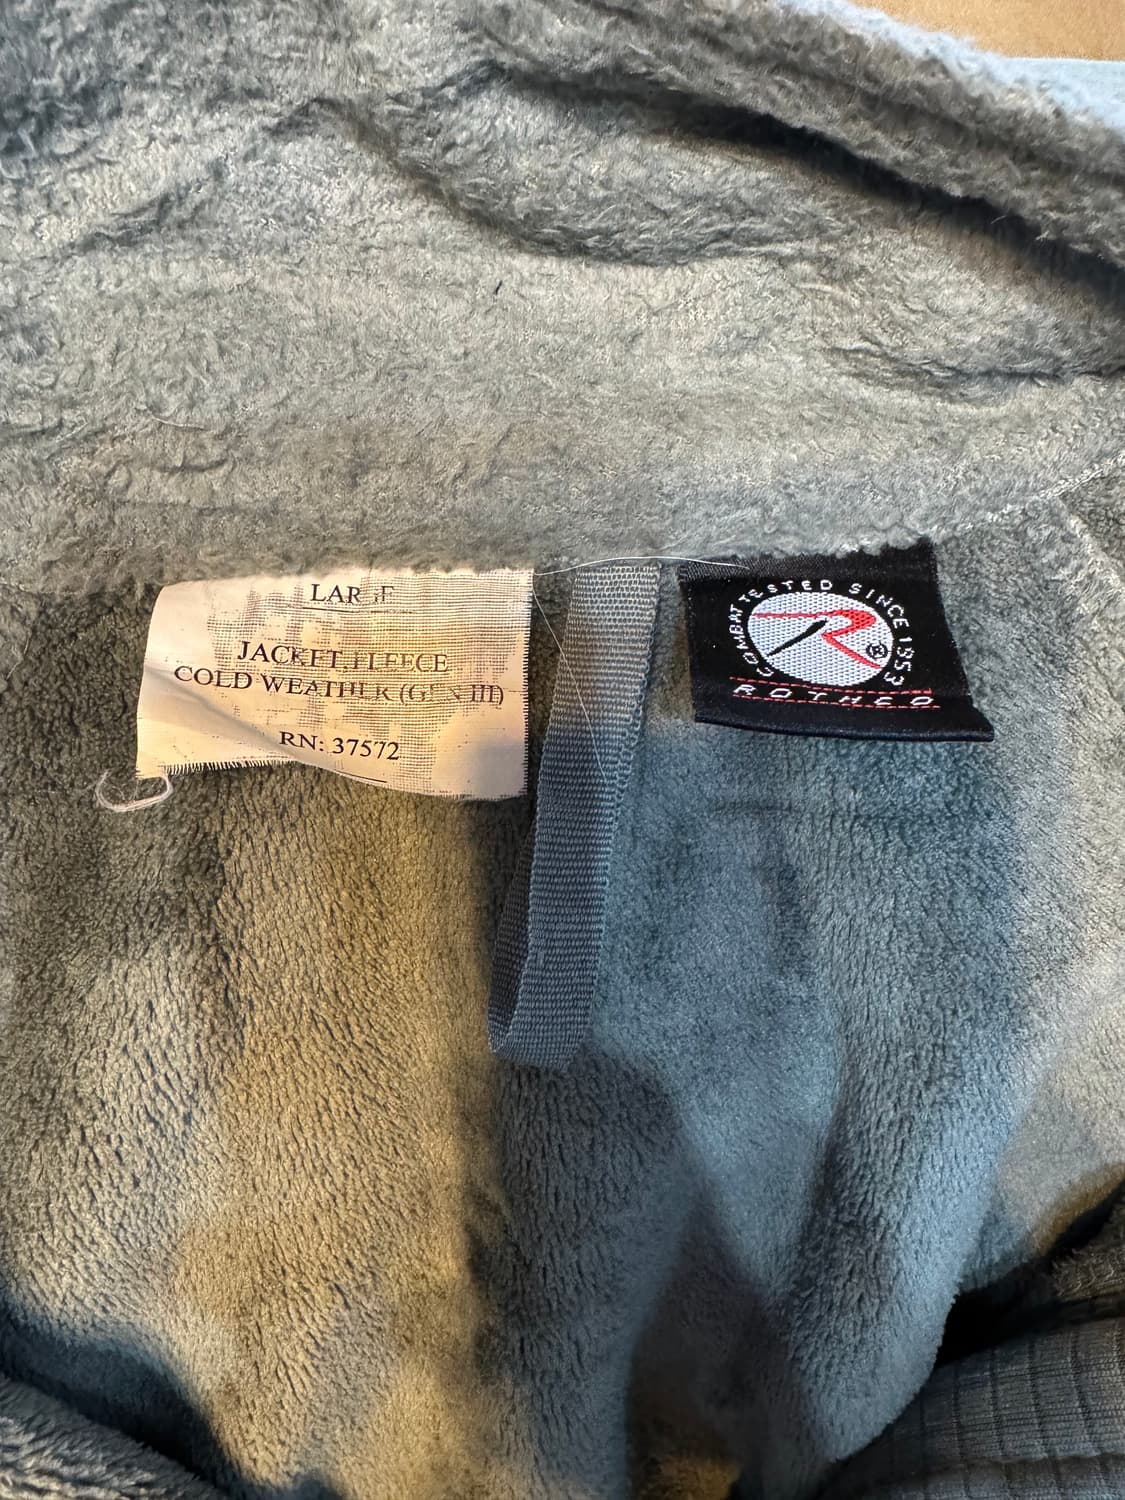 LARGE
JACKET, FLEECE
COLD WEATHER (GEN III)
RN: 37572
COMBAT TESTED SINCE 1953
R®
ROTHCO